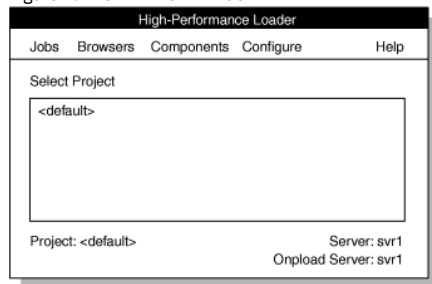 High-Performance Loader
Jobs Browsers Components Configure Help
Select Project
<default>
Project: <default> Server: svr1
Onpload Server: svr1